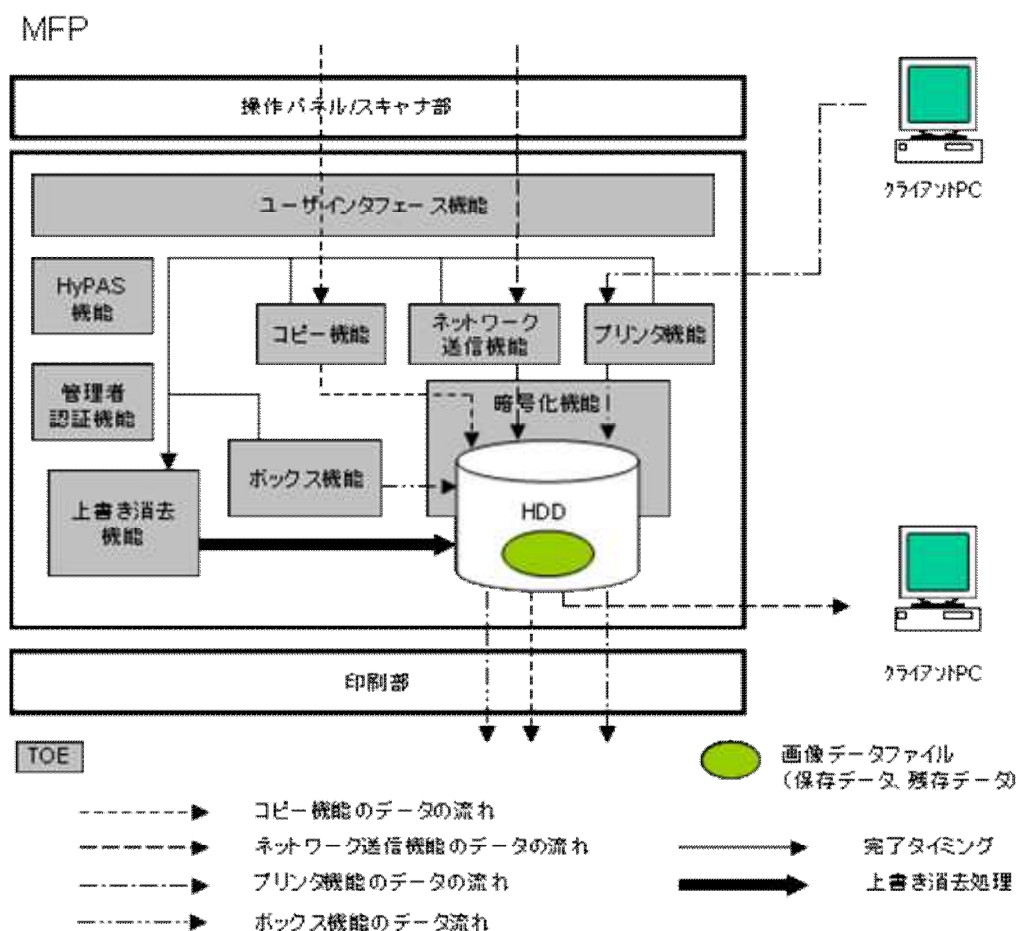 MFP
操作パネル/スキャナ部
クライアントPC
ユーザインタフェース機能
HyPAS
機能
コピー機能
ネットワーク
送信機能
プリンタ機能
管理者
認証機能
暗号化機能
ボックス機能
上書き消去
機能
HDD
クライアントPC
印刷部
TOE
画像データファイル
(保存データ、残存データ)
コピー機能のデータの流れ
ネットワーク送信機能のデータの流れ
完了タイミング
プリンタ機能のデータの流れ
上書き消去処理
ボックス機能のデータ流れ